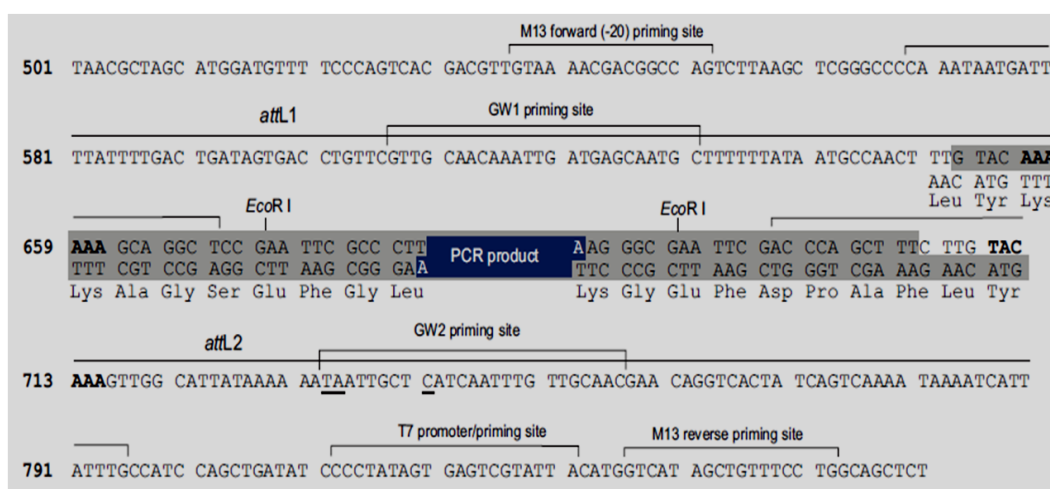 M13 forward (-20) priming site
501 TAACGCTAGC ATGGATGTTT TCCCAGTCAC GACGTTGTAA AACGACGGCC AGTCTTAAGC TCGGGCCCCA AATAATGATT
attL1 GW1 priming site
581 TTATTTTGAC TGATAGTGAC CTGTTCGTTG CAACAAATTG ATGAGCAATG CTTTTTTATA ATGCCAACT TTG TAC AAA
AAC ATG TTT
Leu Tyr Lys
EcoR I EcoR I
659 AAA GCA GGC TCC GAA TTC GCC CTT PCR product AAG GGC GAA TTC GAC CCA GCT TTC TTG TAC
TTT CGT CCG AGG CTT AAG CGG GAA TTC CCG CTT AAG CTG GGT CGA AAG AAC ATG
Lys Ala Gly Ser Glu Phe Gly Leu Lys Gly Glu Phe Asp Pro Ala Phe Leu Tyr
attL2 GW2 priming site
713 AAAGTTGG CATTATAAAA AATAATTGCT CATCAATTTG TTGCAACGAA CAGGTCACTA TCAGTCAAAA TAAAATCATT
T7 promoter/priming site M13 reverse priming site
791 ATTTGCCATC CAGCTGATAT CCCCTATAGT GAGTCGTATT ACATGGTCAT AGCTGTTTCC TGGCAGCTCT